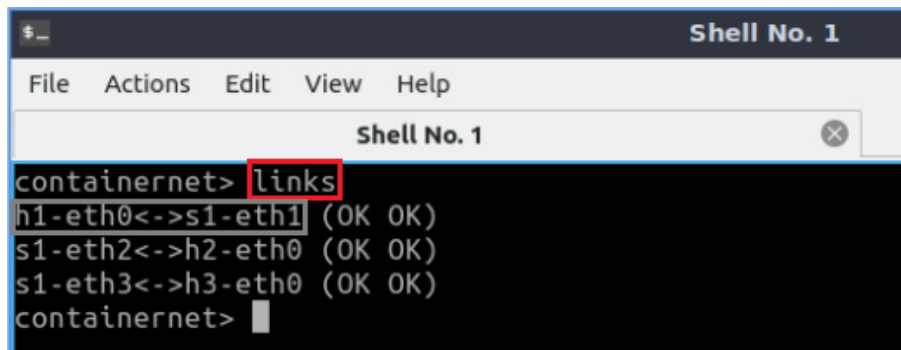 $_ Shell No. 1
File Actions Edit View Help
Shell No. 1
containernet> links
h1-eth0<->s1-eth1 (OK OK)
s1-eth2<->h2-eth0 (OK OK)
s1-eth3<->h3-eth0 (OK OK)
containernet>